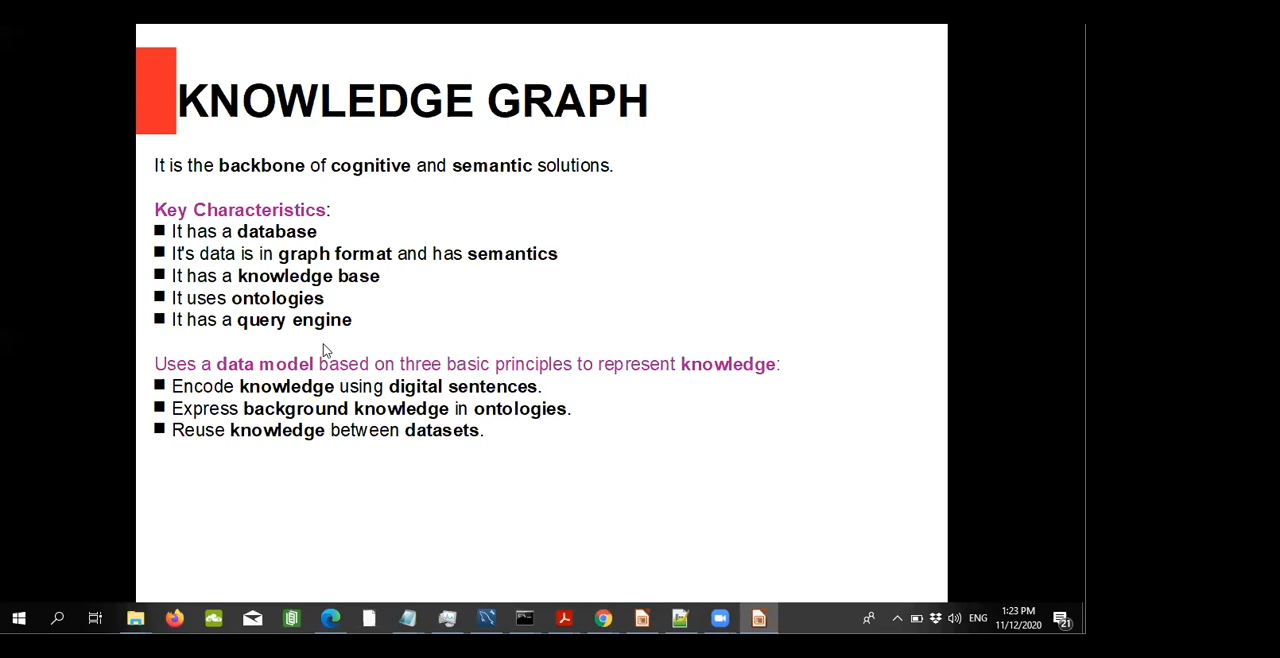 KNOWLEDGE GRAPH
It is the backbone of cognitive and semantic solutions.
Key Characteristics:
■ It has a database
■ It's data is in graph format and has semantics
■ It has a knowledge base
■ It uses ontologies
■ It has a query engine
Uses a data model based on three basic principles to represent knowledge:
■ Encode knowledge using digital sentences.
■ Express background knowledge in ontologies.
■ Reuse knowledge between datasets.
ENG
1:23 PM
11/12/2020
21